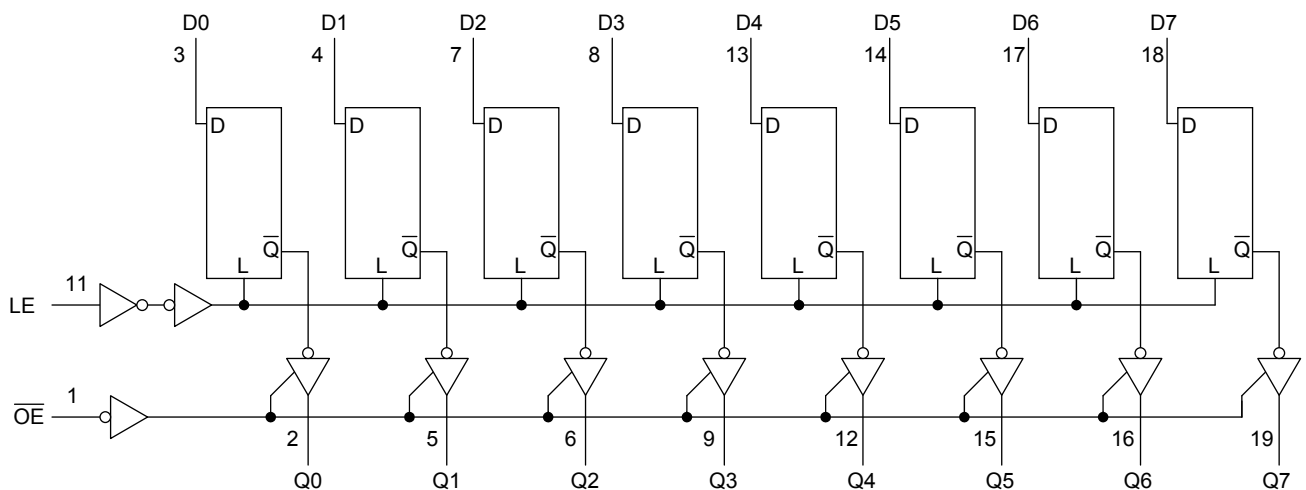 D0 D1 D2 D3 D4 D5 D6 D7
3 4 7 8 13 14 17 18
D D D D D D D D
Q̅ Q̅ Q̅ Q̅ Q̅ Q̅ Q̅ Q̅
L L L L L L L L
11
LE
1
O̅E̅
2 5 6 9 12 15 16 19
Q0 Q1 Q2 Q3 Q4 Q5 Q6 Q7